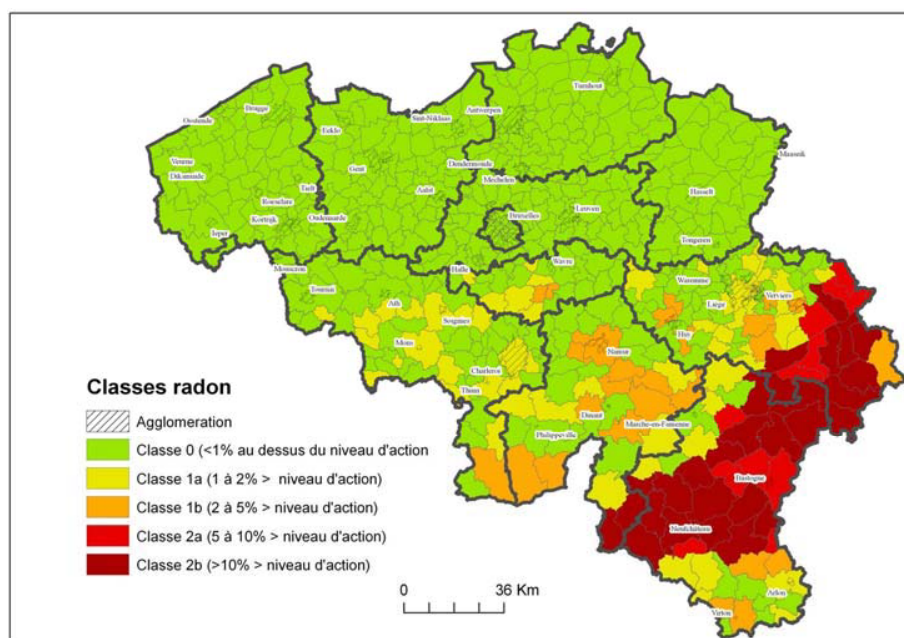 Turnhout
Brugge
Oostende
Antwerpen
Sint-Niklaas
Eeklo
Maaseik
Veurne
Diksmuide
Gent
Dendermonde
Mechelen
Hasselt
Tielt
Aalst
Roeselare
Leuven
Kortrijk
Oudenaarde
Bruxelles
Ieper
Tongeren
Mouscron
Halle
Wavre
Waremme
Tournai
Liège
Verviers
Ath
Soignies
Huy
Mons
Namur
Charleroi
Thuin
Dinant
Marche-en-Famenne
Philippeville
Bastogne
Neufchâteau
Arlon
Virton
Classes radon
Agglomeration
Classe 0 (<1% au dessus du niveau d'action
Classe 1a (1 à 2% > niveau d'action)
Classe 1b (2 à 5% > niveau d'action)
Classe 2a (5 à 10% > niveau d'action)
Classe 2b (>10% > niveau d'action)
0 36 Km